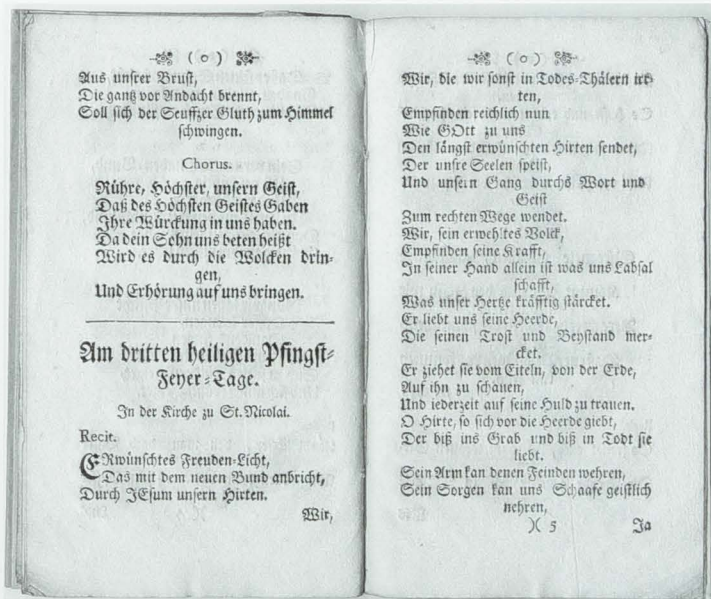 ( o )
Aus unsrer Brust,
Die gantz vor Andacht brennt,
Soll sich der Seuffzer Gluth zum Himmel
schwingen.
Chorus.
Rühre, Höchster, unsern Geist,
Daß des Höchsten Geistes Gaben
Ihre Würckung in uns haben.
Da dein Sohn uns beten heißt
Wird es durch die Wolcken drin-
gen,
Und Erhörung auf uns bringen.
Am dritten heiligen Pfingst-
Feyer-Tage.
In der Kirche zu St. Nicolai.
Recit.
ERwünschtes Freuden-Licht,
Das mit dem neuen Bund anbricht,
Durch JEsum unsern Hirten.
Wir,
( o )
Wir, die wir sonst in Todes-Thälern irr-
ten,
Empfinden reichlich nun
Wie GOtt zu uns
Den längst erwünschten Hirten sendet,
Der unsre Seelen speist,
Und unsern Gang durchs Wort und
Geist
Zum rechten Wege wendet.
Wir, sein erwehltes Volck,
Empfinden seine Krafft,
In seiner Hand allein ist was uns Labsal
schafft,
Was unser Hertze kräfftig stärcket.
Er liebt uns seine Heerde,
Die seinen Trost und Beystand mer-
cket.
Er ziehet sie vom Eiteln, von der Erde,
Auf ihn zu schauen,
Und iederzeit auf seine Huld zu trauen.
O Hirte, so sich vor die Heerde giebt,
Der biß ins Grab und biß in Todt sie
liebt.
Sein Arm kan denen Feinden wehren,
Sein Sorgen kan uns Schaafe geistlich
nehren,
)( 5
Ja